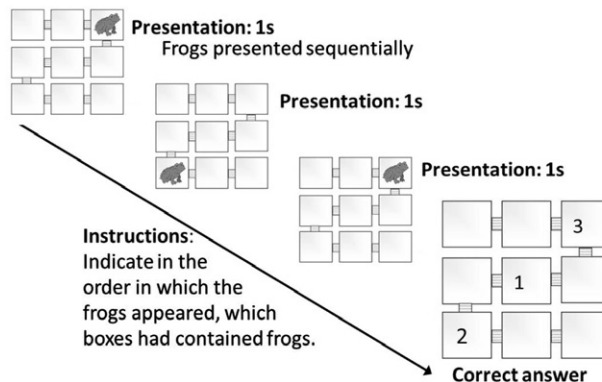 Presentation: 1s
Frogs presented sequentially
Presentation: 1s
Presentation: 1s
Instructions:
Indicate in the
order in which the
frogs appeared, which
boxes had contained frogs.
3
1
2
Correct answer